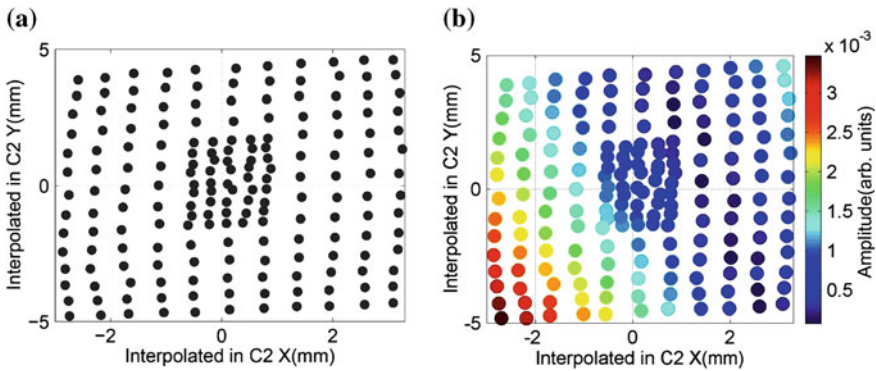 (a)
5
0
−5
Interpolated in C2 Y(mm)
−2
0
2
Interpolated in C2 X(mm)
(b)
5
0
-5
Interpolated in C2 Y(mm)
−2
0
2
Interpolated in C2 X(mm)
x 10⁻³
3
2.5
2
1.5
1
0.5
Amplitude(arb. units)